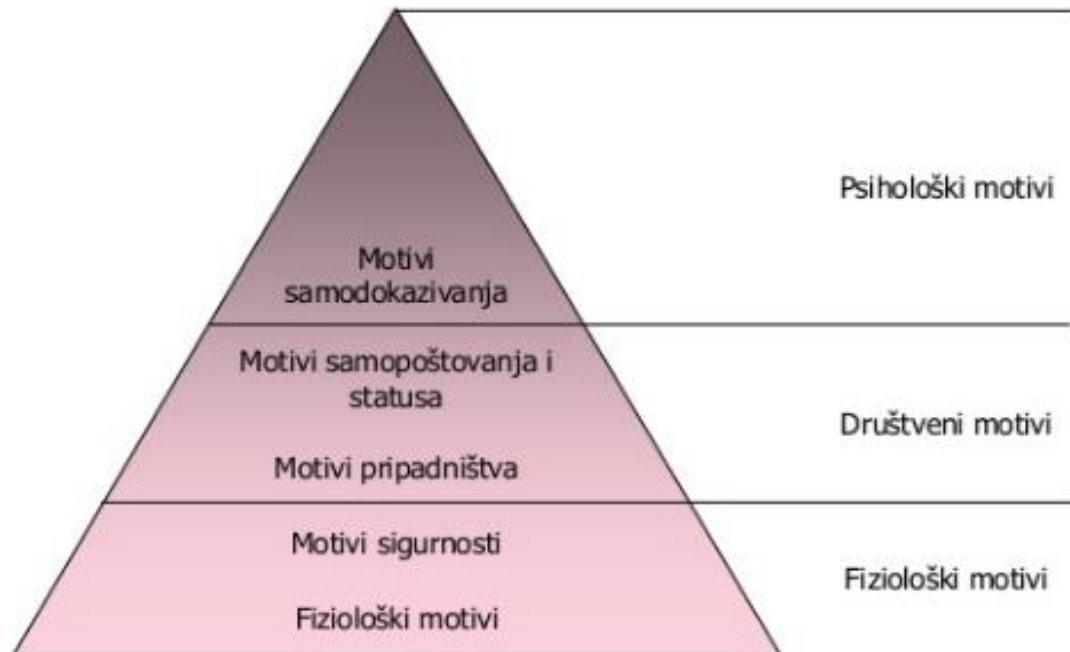 Psihološki motivi
Motivi
samodokazivanja
Motivi samopoštovanja i
statusa
Društveni motivi
Motivi pripadništva
Motivi sigurnosti
Fiziološki motivi
Fiziološki motivi